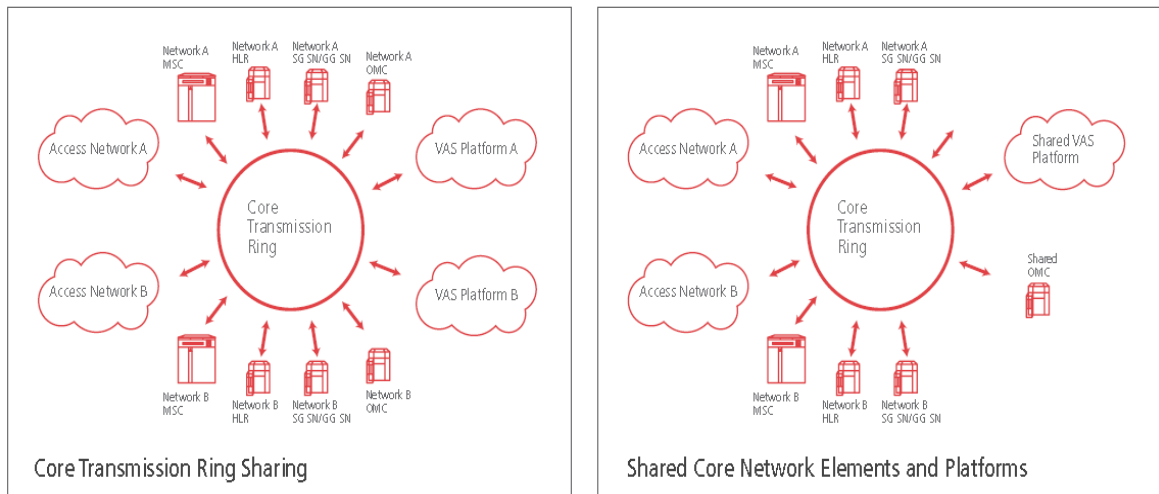 Network A
MSC
Network A
HLR
Network A
SG SN/GG SN
Network A
OMC
Access Network A
VAS Platform A
Core
Transmission
Ring
Access Network B
VAS Platform B
Network B
MSC
Network B
HLR
Network B
SG SN/GG SN
Network B
OMC
Core Transmission Ring Sharing
Network A
MSC
Network A
HLR
Network A
SG SN/GG SN
Access Network A
Shared VAS
Platform
Core
Transmission
Ring
Access Network B
Shared
OMC
Network B
MSC
Network B
HLR
Network B
SG SN/GG SN
Shared Core Network Elements and Platforms